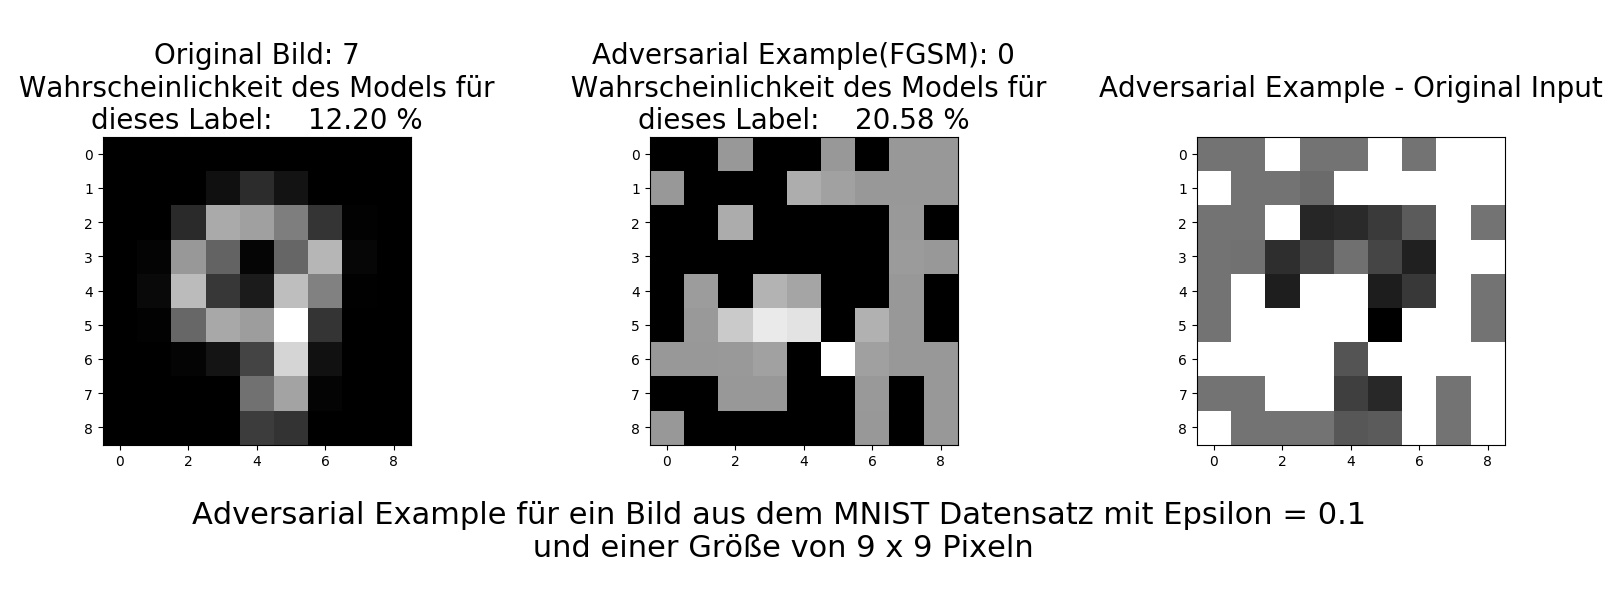 Original Bild: 7
Wahrscheinlichkeit des Models für
dieses Label: 12.20 %
Adversarial Example(FGSM): 0
Wahrscheinlichkeit des Models für
dieses Label: 20.58 %
Adversarial Example - Original Input
0
1
2
3
4
5
6
7
8
0 2 4 6 8
0
1
2
3
4
5
6
7
8
0 2 4 6 8
0
1
2
3
4
5
6
7
8
0 2 4 6 8
Adversarial Example für ein Bild aus dem MNIST Datensatz mit Epsilon = 0.1
und einer Größe von 9 x 9 Pixeln